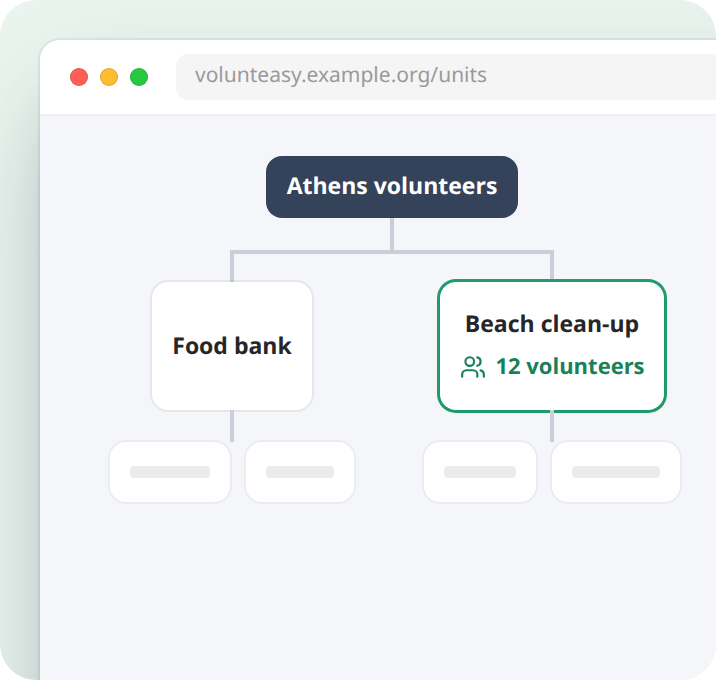 volunteasy.example.org/units
Athens volunteers
Food bank
Beach clean-up
12 volunteers